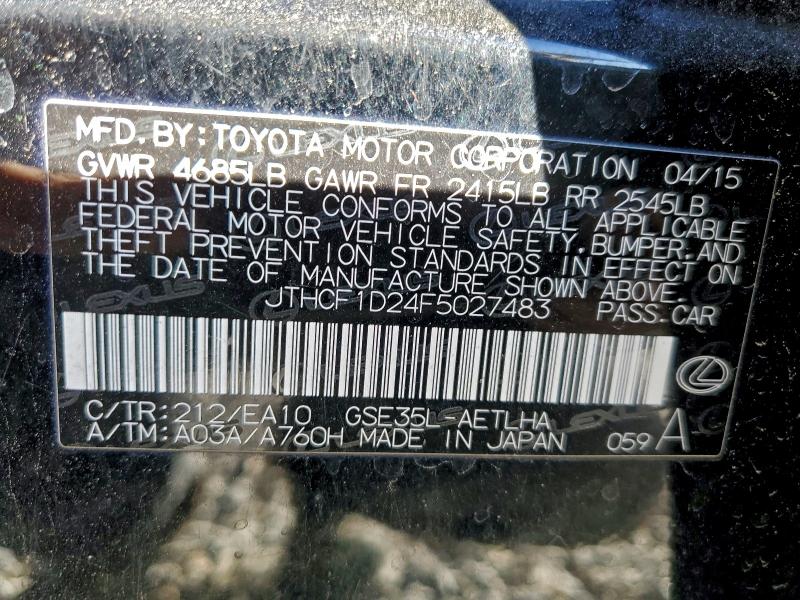 MFD. BY: TOYOTA MOTOR CORPORATION 04/15
GVWR 4685LB GAWR FR 2415LB RR 2545LB
THIS VEHICLE CONFORMS TO ALL APPLICABLE
FEDERAL MOTOR VEHICLE SAFETY, BUMPER, AND
THEFT PREVENTION STANDARDS IN EFFECT ON
THE DATE OF MANUFACTURE SHOWN ABOVE.
JTHCF1D24F5027483 PASS. CAR
C/TR: 212/EA10 GSE35L-AETLHA
A/TM: A03A/A760H MADE IN JAPAN 059 A